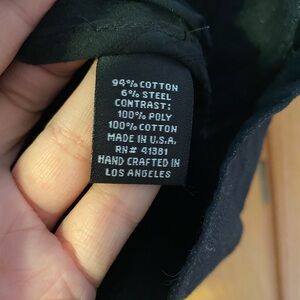 94% COTTON
6% STEEL
CONTRAST:
100% POLY
100% COTTON
MADE IN U.S.A.
RN# 41381
HAND CRAFTED IN
LOS ANGELES